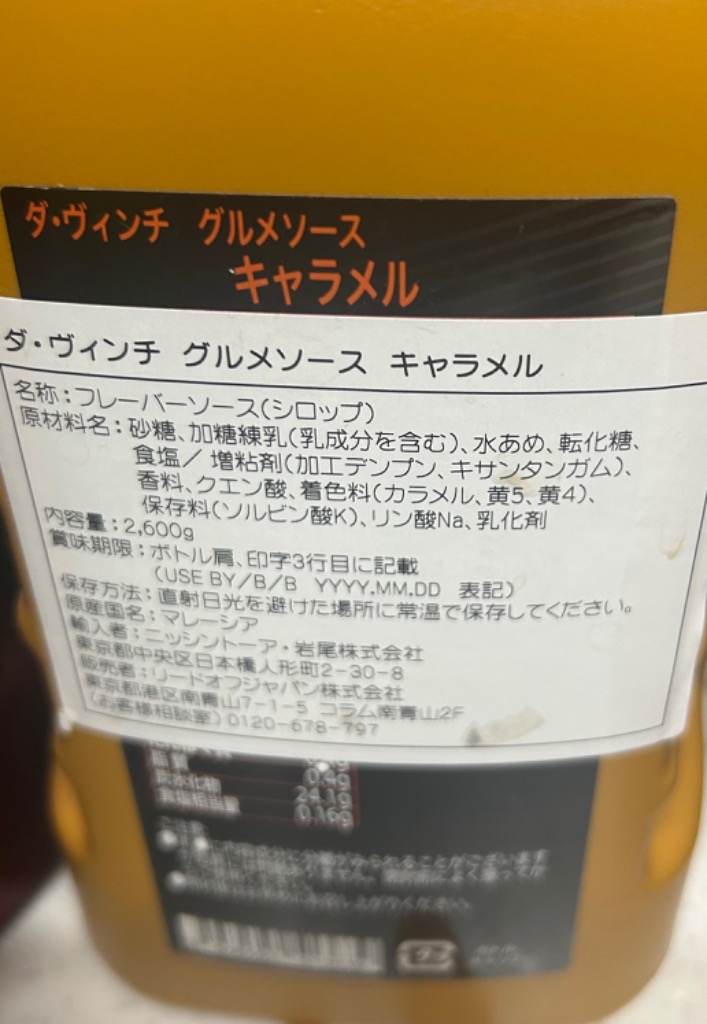 ダ・ヴィンチ グルメソース
キャラメル
ダ・ヴィンチ グルメソース キャラメル
名称：フレーバーソース(シロップ)
原材料名：砂糖、加糖練乳(乳成分を含む)、水あめ、転化糖、
食塩／増粘剤(加工デンプン、キサンタンガム)、
香料、クエン酸、着色料(カラメル、黄5、黄4)、
保存料(ソルビン酸K)、リン酸Na、乳化剤
内容量：2,600g
賞味期限：ボトル肩、印字3行目に記載
(USE BY/B/B YYYY.MM.DD 表記)
保存方法：直射日光を避けた場所に常温で保存してください。
原産国名：マレーシア
輸入者：ニッシントーア・岩尾株式会社
東京都中央区日本橋人形町2-30-8
販売者：リードオフジャパン株式会社
東京都港区南青山7-1-5 コラム南青山2F
(お客様相談室)0120-678-797
脂質 0.4g
炭水化物 24.1g
食塩相当量 0.16g